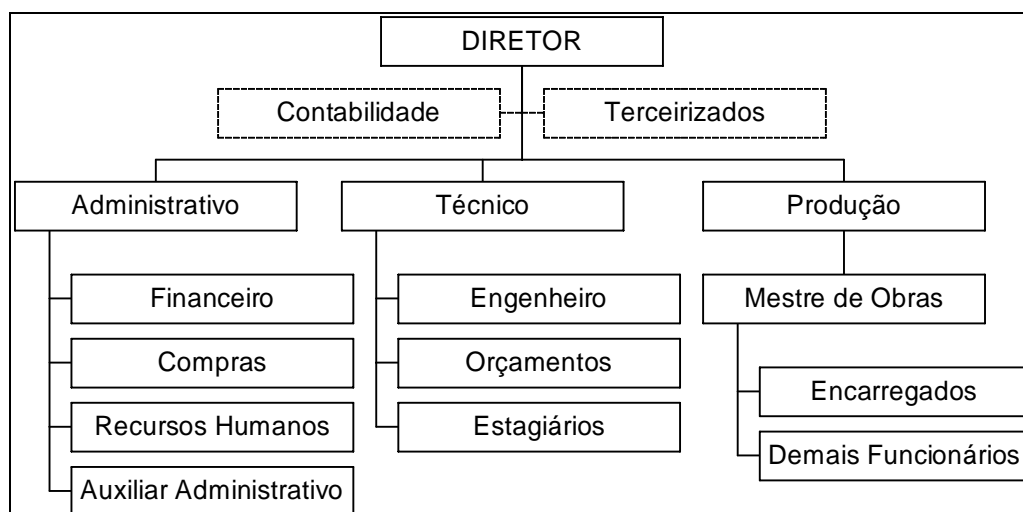 DIRETOR
Contabilidade
Terceirizados
Administrativo
Técnico
Produção
Financeiro
Engenheiro
Mestre de Obras
Compras
Orçamentos
Encarregados
Recursos Humanos
Estagiários
Demais Funcionários
Auxiliar Administrativo